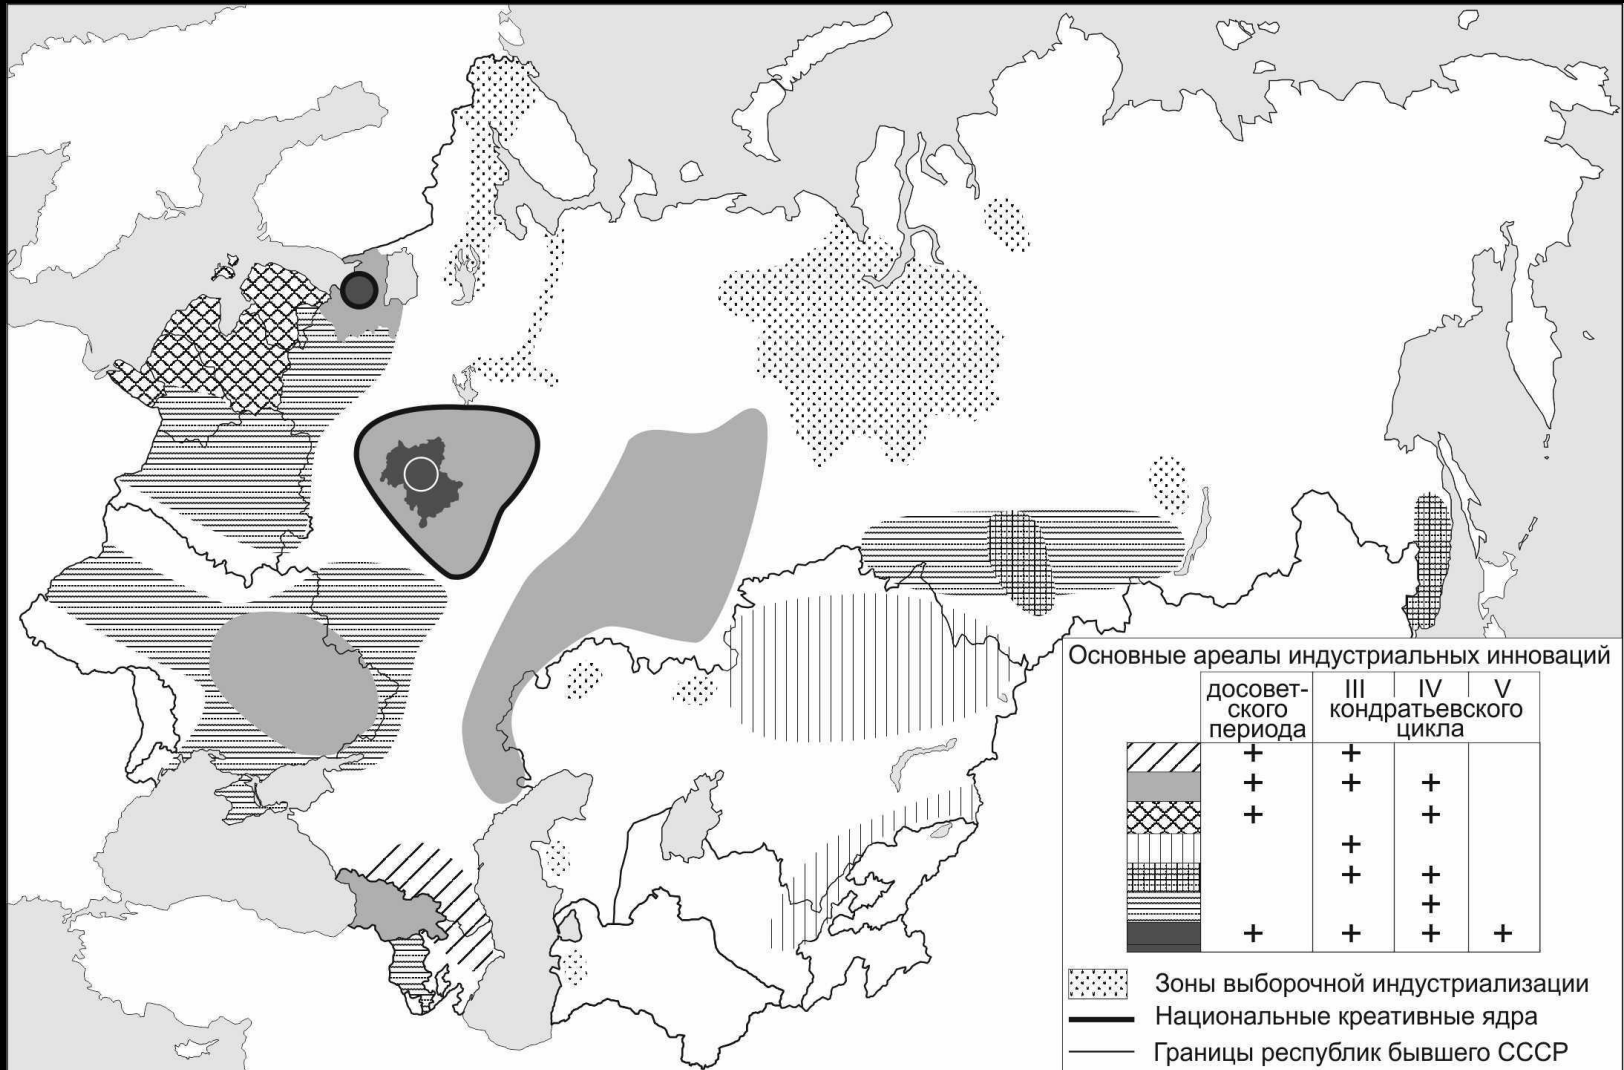 Основные ареалы индустриальных инноваций
досовет-
ского
периода
III IV V
кондратьевского
цикла
+ +
+ + +
+ +
+
+ +
+
+ + + +
Зоны выборочной индустриализации
Национальные креативные ядра
Границы республик бывшего СССР